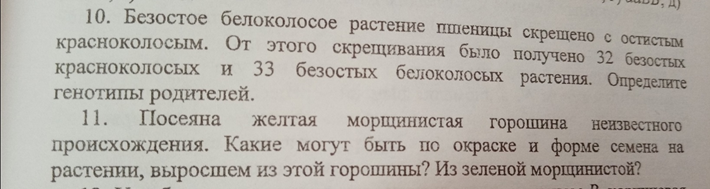 10. Безостое белоколосое растение пшеницы скрещено с остистым
красноколосым. От этого скрещивания было получено 32 безостых
красноколосых и 33 безостых белоколосых растения. Определите
генотипы родителей.
11. Посеяна желтая морщинистая горошина неизвестного
происхождения. Какие могут быть по окраске и форме семена на
растении, выросшем из этой горошины? Из зеленой морщинистой?